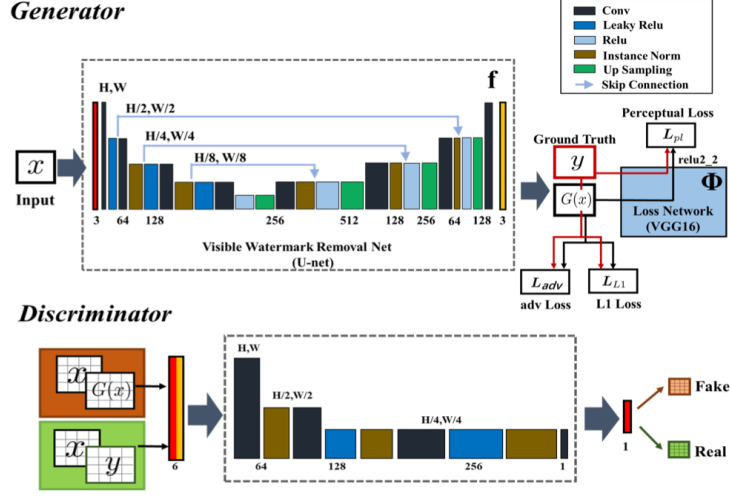 Generator
Conv
Leaky Relu
Relu
Instance Norm
Up Sampling
Skip Connection
f
H,W
H/2,W/2
H/4,W/4
H/8, W/8
x
Input
3 64 128 256 512 128 256 64 128 3
Visible Watermark Removal Net
(U-net)
Perceptual Loss
L_pl
Ground Truth
y
relu2_2
G(x)
Φ
Loss Network
(VGG16)
L_adv
L_L1
adv Loss
L1 Loss
Discriminator
H,W
H/2,W/2
H/4,W/4
x
G(x)
x
y
6
64 128 256 1
1
Fake
Real